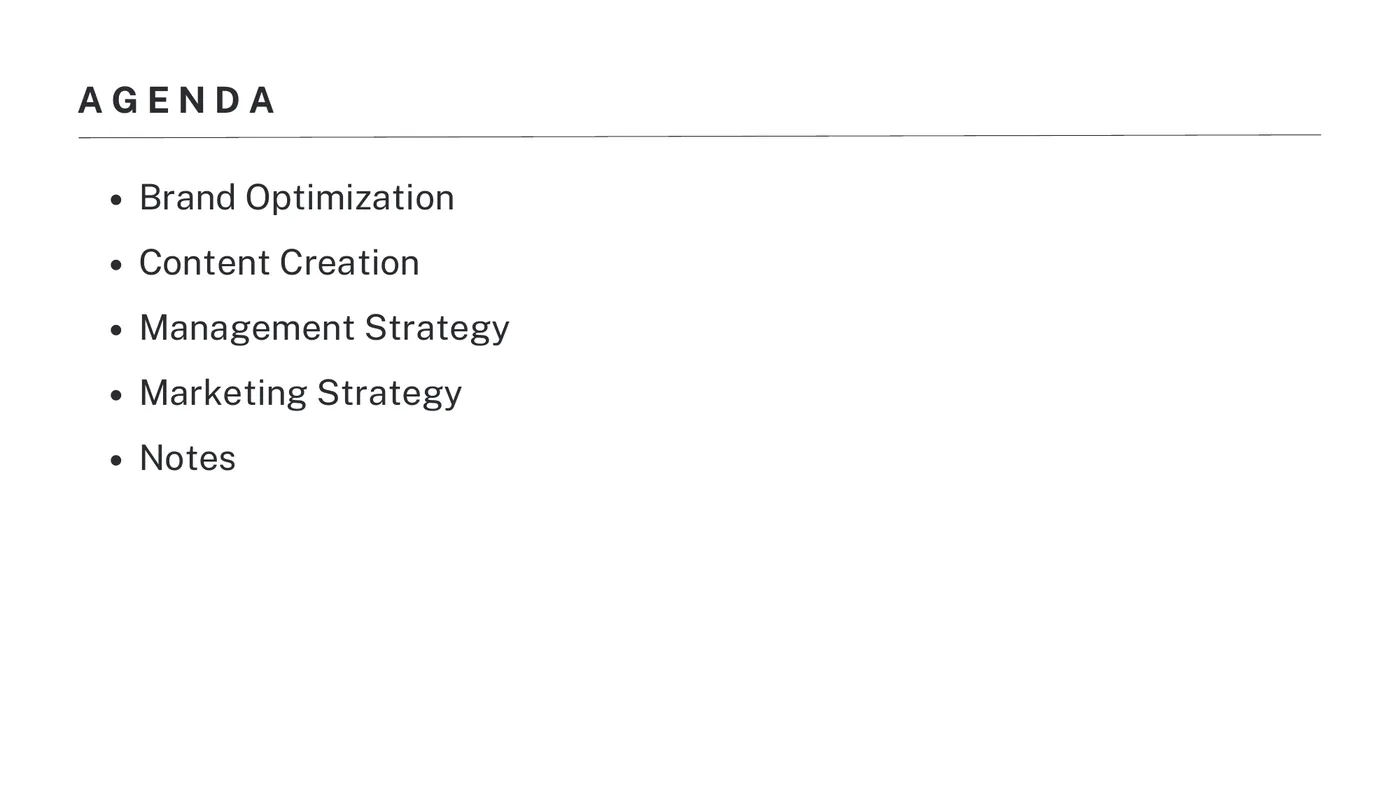 AGENDA
• Brand Optimization
• Content Creation
• Management Strategy
• Marketing Strategy
• Notes